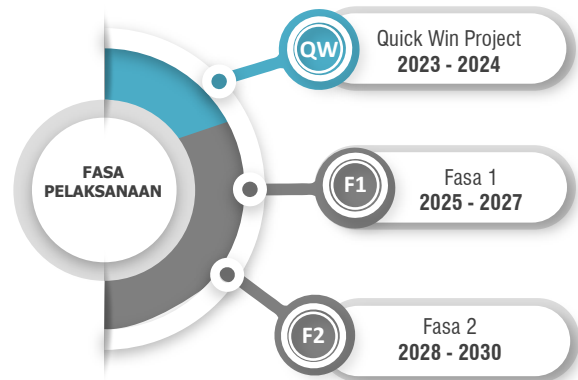 FASA
PELAKSANAAN
QW
Quick Win Project
2023 - 2024
F1
Fasa 1
2025 - 2027
F2
Fasa 2
2028 - 2030